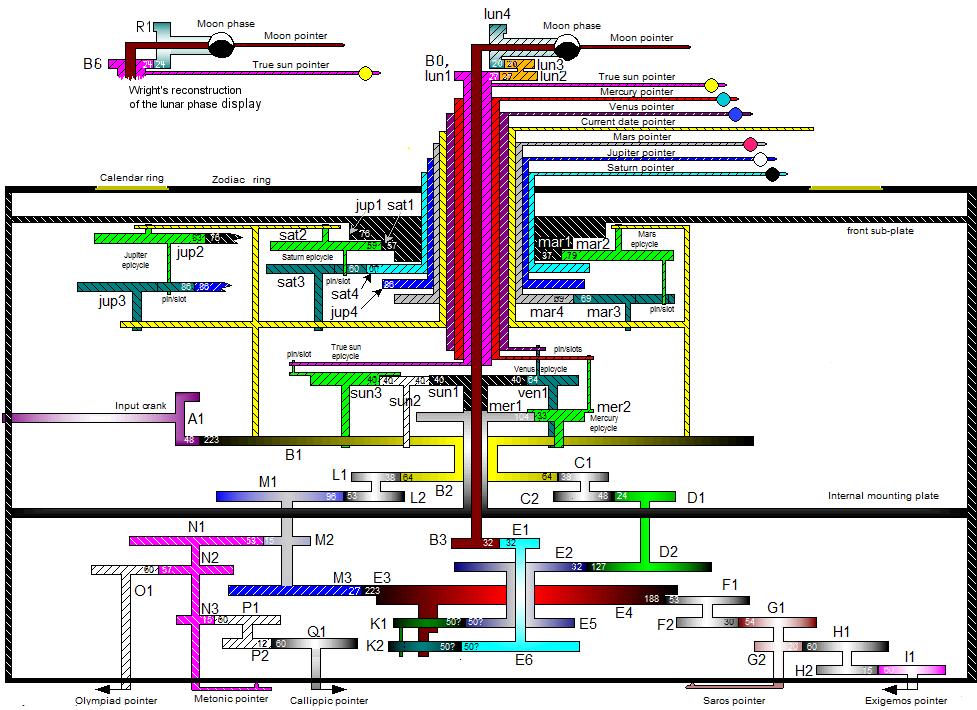 lun4
R1
Moon phase
Moon phase
Moon pointer
Moon pointer
B6
24 24
True sun pointer
B0,
lun1
20 20
lun3
27
lun2
Wright's reconstruction
of the lunar phase display
True sun pointer
Mercury pointer
Venus pointer
Current date pointer
Mars pointer
Jupiter pointer
Saturn pointer
Calendar ring
Zodiac ring
jup1 sat1
front sub-plate
sat2
mar1
mar2
Mars
epicycle
jup2
Jupiter
epicycle
Saturn epicycle
59
37 79
sat3
60
pin/slot
sat4
jup3
86 86
pin/slot
86
jup4
mar4
69
mar3
pin/slot
True sun
epicycle
pin/slot
pin/slots
Venus epicycle
40
40
40
40
40 64
sun3
sun2
sun1
ven1
mer1
104 33
mer2
Mercury
epicycle
Input crank
A1
48 223
B1
L1
38 64
B2
64
C1
M1
96 53
L2
C2
48 24
D1
Internal mounting plate
N1
53 15
M2
B3
32 32
E1
N2
60 57
O1
E2
32 127
D2
M3
27 223
E3
E4
188 53
F1
N3
15 60
P1
K1
50? 50?
E5
F2
30 54
G1
P2
12 60
Q1
K2
50? 50?
E6
G2
20 60
H1
H2
15 60
I1
Olympiad pointer
Metonic pointer
Callippic pointer
Saros pointer
Exigemos pointer